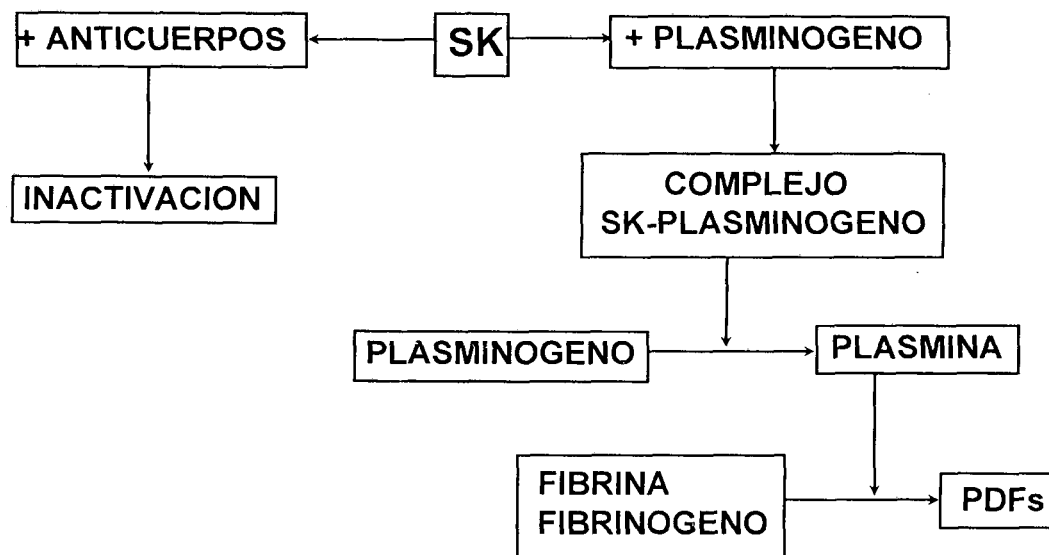 + ANTICUERPOS
SK
+ PLASMINOGENO
INACTIVACION
COMPLEJO
SK-PLASMINOGENO
PLASMINOGENO
PLASMINA
FIBRINA
FIBRINOGENO
PDFs